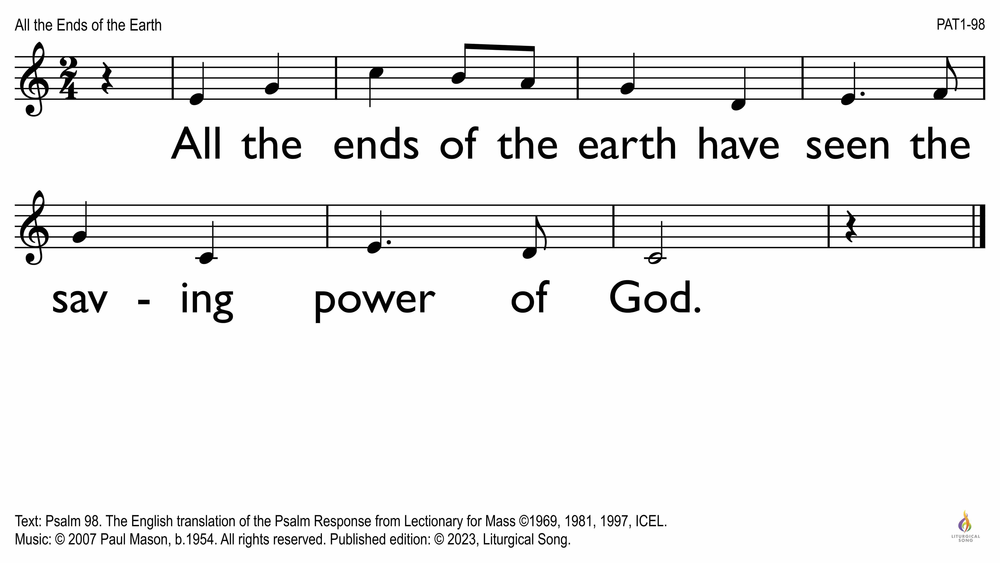 All the Ends of the Earth
PAT1-98
2
4
All the ends of the earth have seen the
sav - ing power of God.
Text: Psalm 98. The English translation of the Psalm Response from Lectionary for Mass ©1969, 1981, 1997, ICEL.
Music: © 2007 Paul Mason, b.1954. All rights reserved. Published edition: © 2023, Liturgical Song.
LITURGICAL
SONG